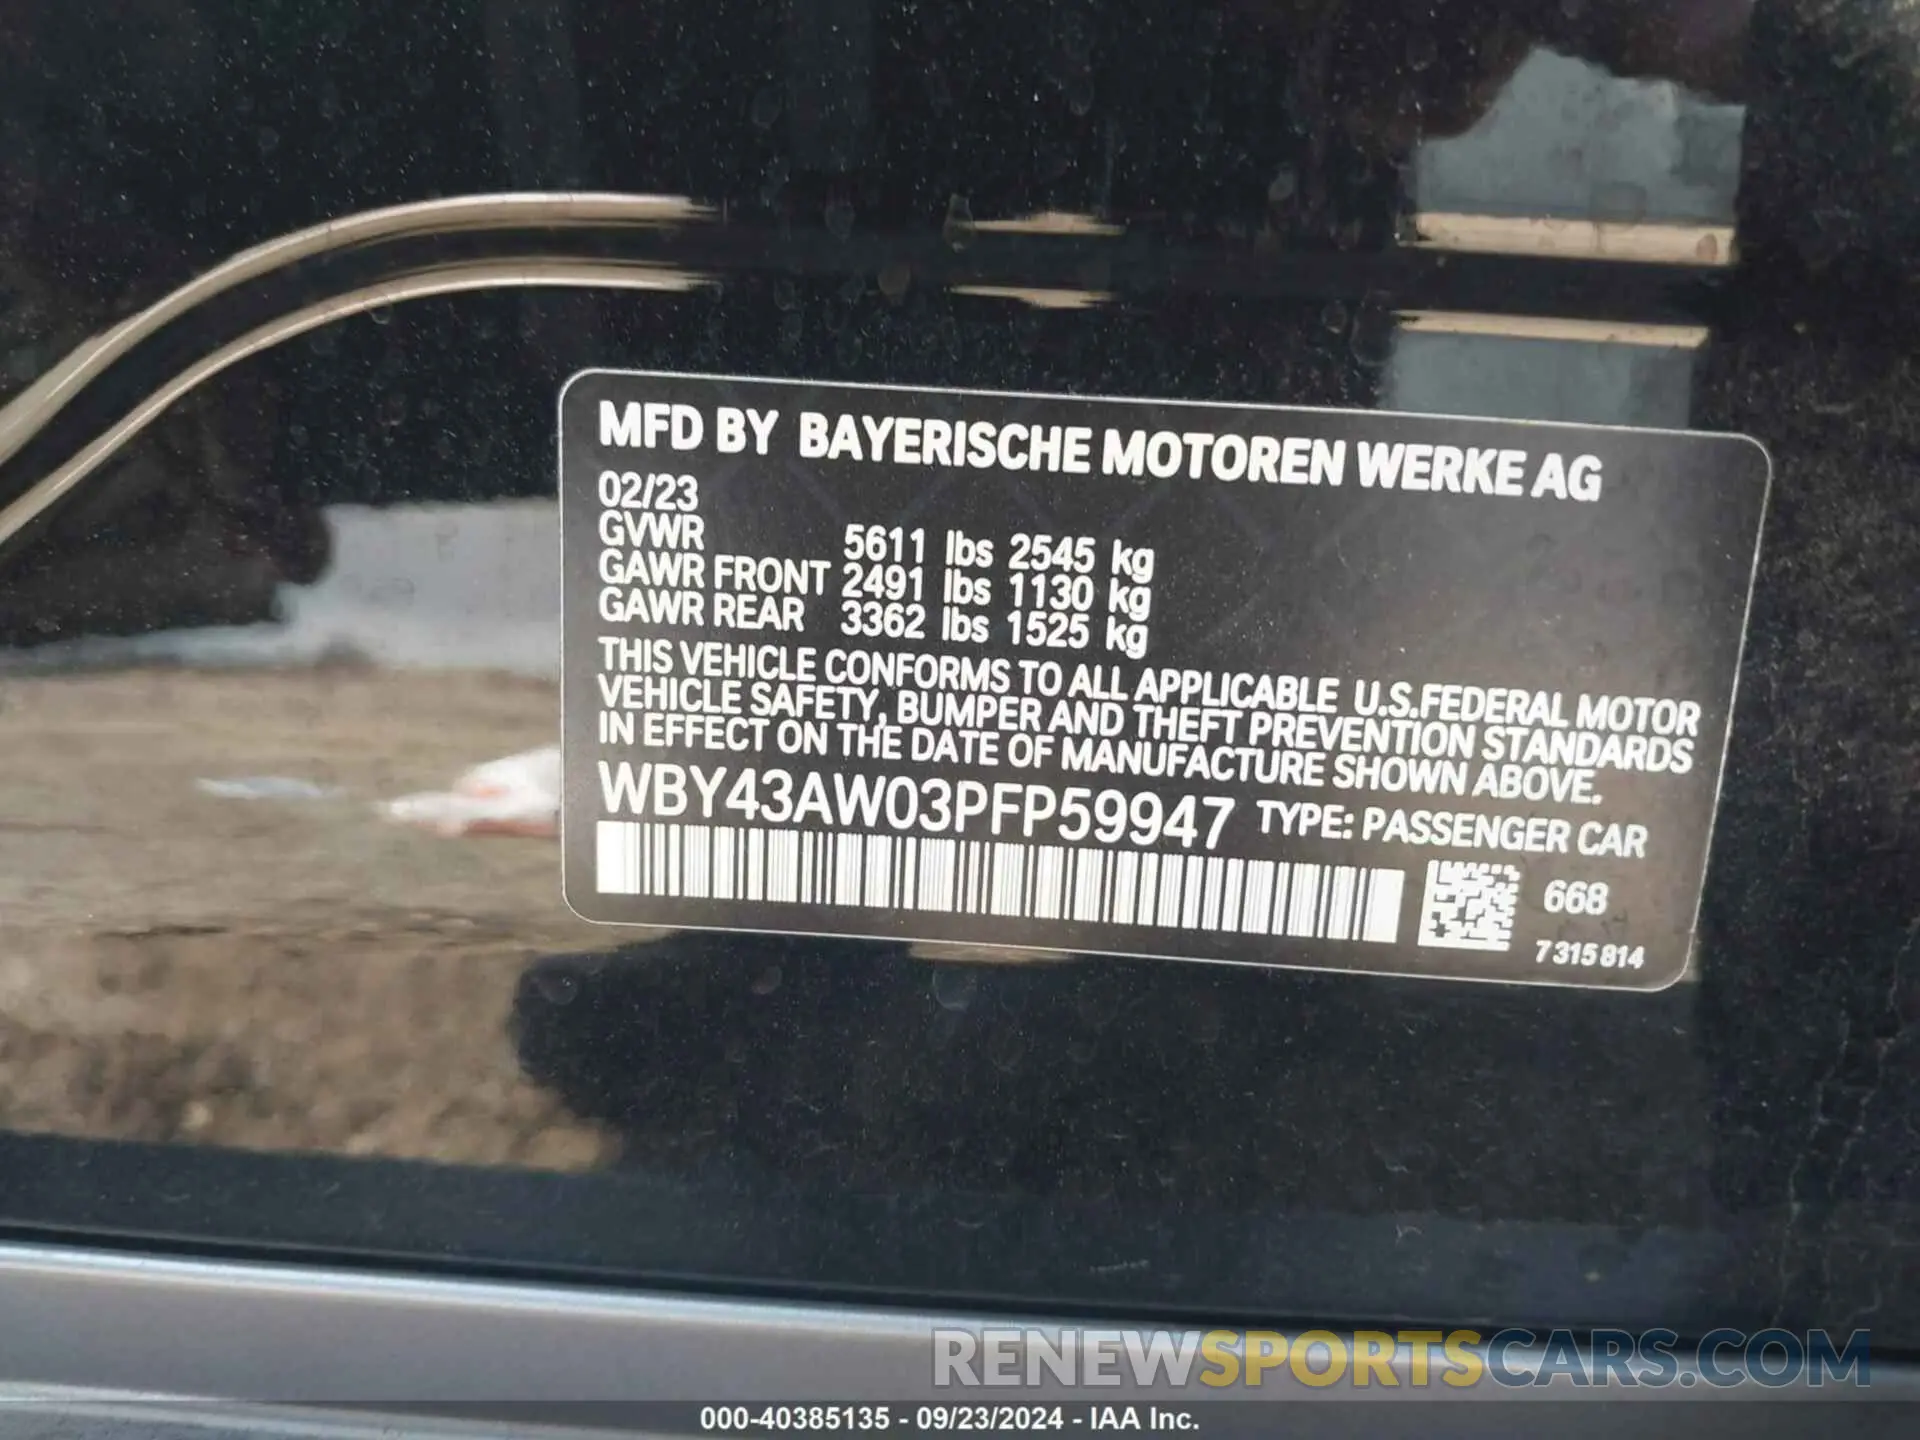 MFD BY BAYERISCHE MOTOREN WERKE AG
02/23
GVWR 5611 lbs 2545 kg
GAWR FRONT 2491 lbs 1130 kg
GAWR REAR 3362 lbs 1525 kg
THIS VEHICLE CONFORMS TO ALL APPLICABLE U.S.FEDERAL MOTOR
VEHICLE SAFETY, BUMPER AND THEFT PREVENTION STANDARDS
IN EFFECT ON THE DATE OF MANUFACTURE SHOWN ABOVE.
WBY43AW03PFP59947 TYPE: PASSENGER CAR
668
7315814
RENEWSPORTSCARS.COM
000-40385135 - 09/23/2024 - IAA Inc.